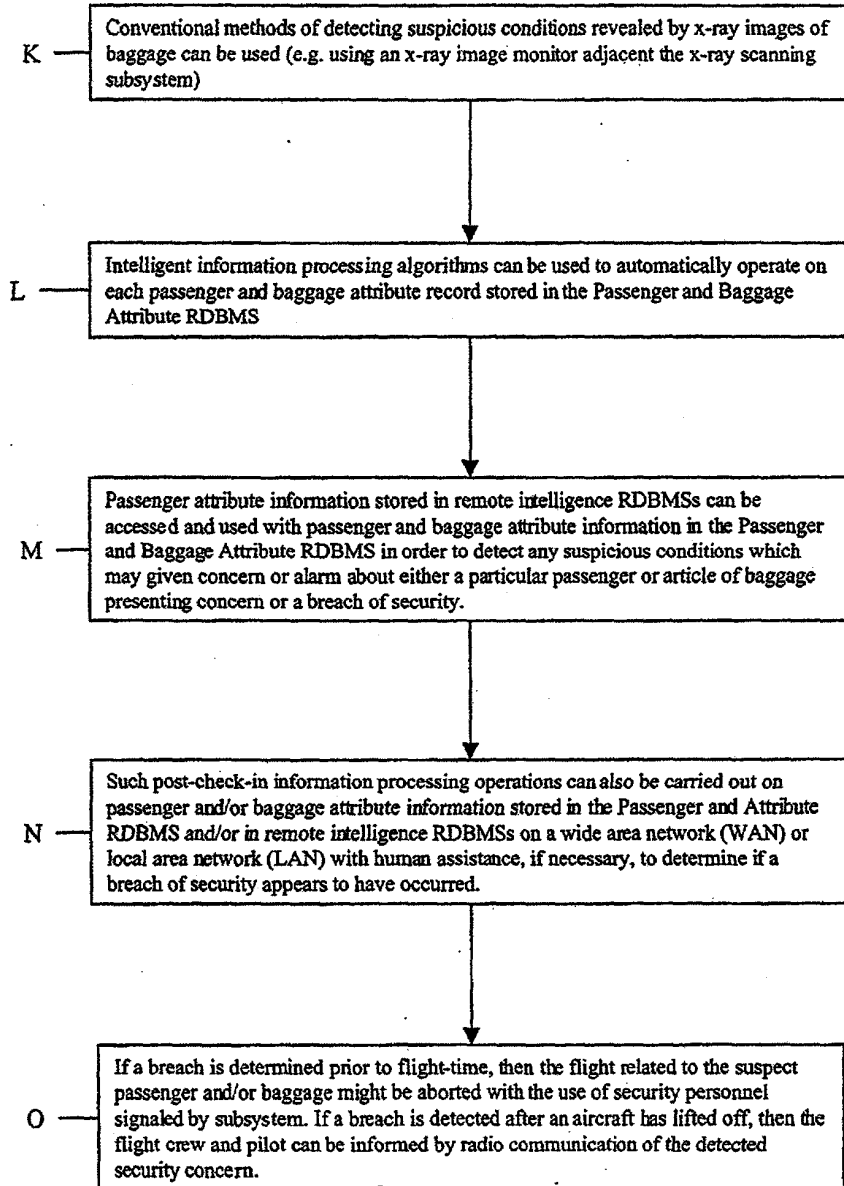 K
Conventional methods of detecting suspicious conditions revealed by x-ray images of
baggage can be used (e.g. using an x-ray image monitor adjacent the x-ray scanning
subsystem)
L
Intelligent information processing algorithms can be used to automatically operate on
each passenger and baggage attribute record stored in the Passenger and Baggage
Attribute RDBMS
M
Passenger attribute information stored in remote intelligence RDBMSs can be
accessed and used with passenger and baggage attribute information in the Passenger
and Baggage Attribute RDBMS in order to detect any suspicious conditions which
may given concern or alarm about either a particular passenger or article of baggage
presenting concern or a breach of security.
N
Such post-check-in information processing operations can also be carried out on
passenger and/or baggage attribute information stored in the Passenger and Attribute
RDBMS and/or in remote intelligence RDBMSs on a wide area network (WAN) or
local area network (LAN) with human assistance, if necessary, to determine if a
breach of security appears to have occurred.
O
If a breach is determined prior to flight-time, then the flight related to the suspect
passenger and/or baggage might be aborted with the use of security personnel
signaled by subsystem. If a breach is detected after an aircraft has lifted off, then the
flight crew and pilot can be informed by radio communication of the detected
security concern.